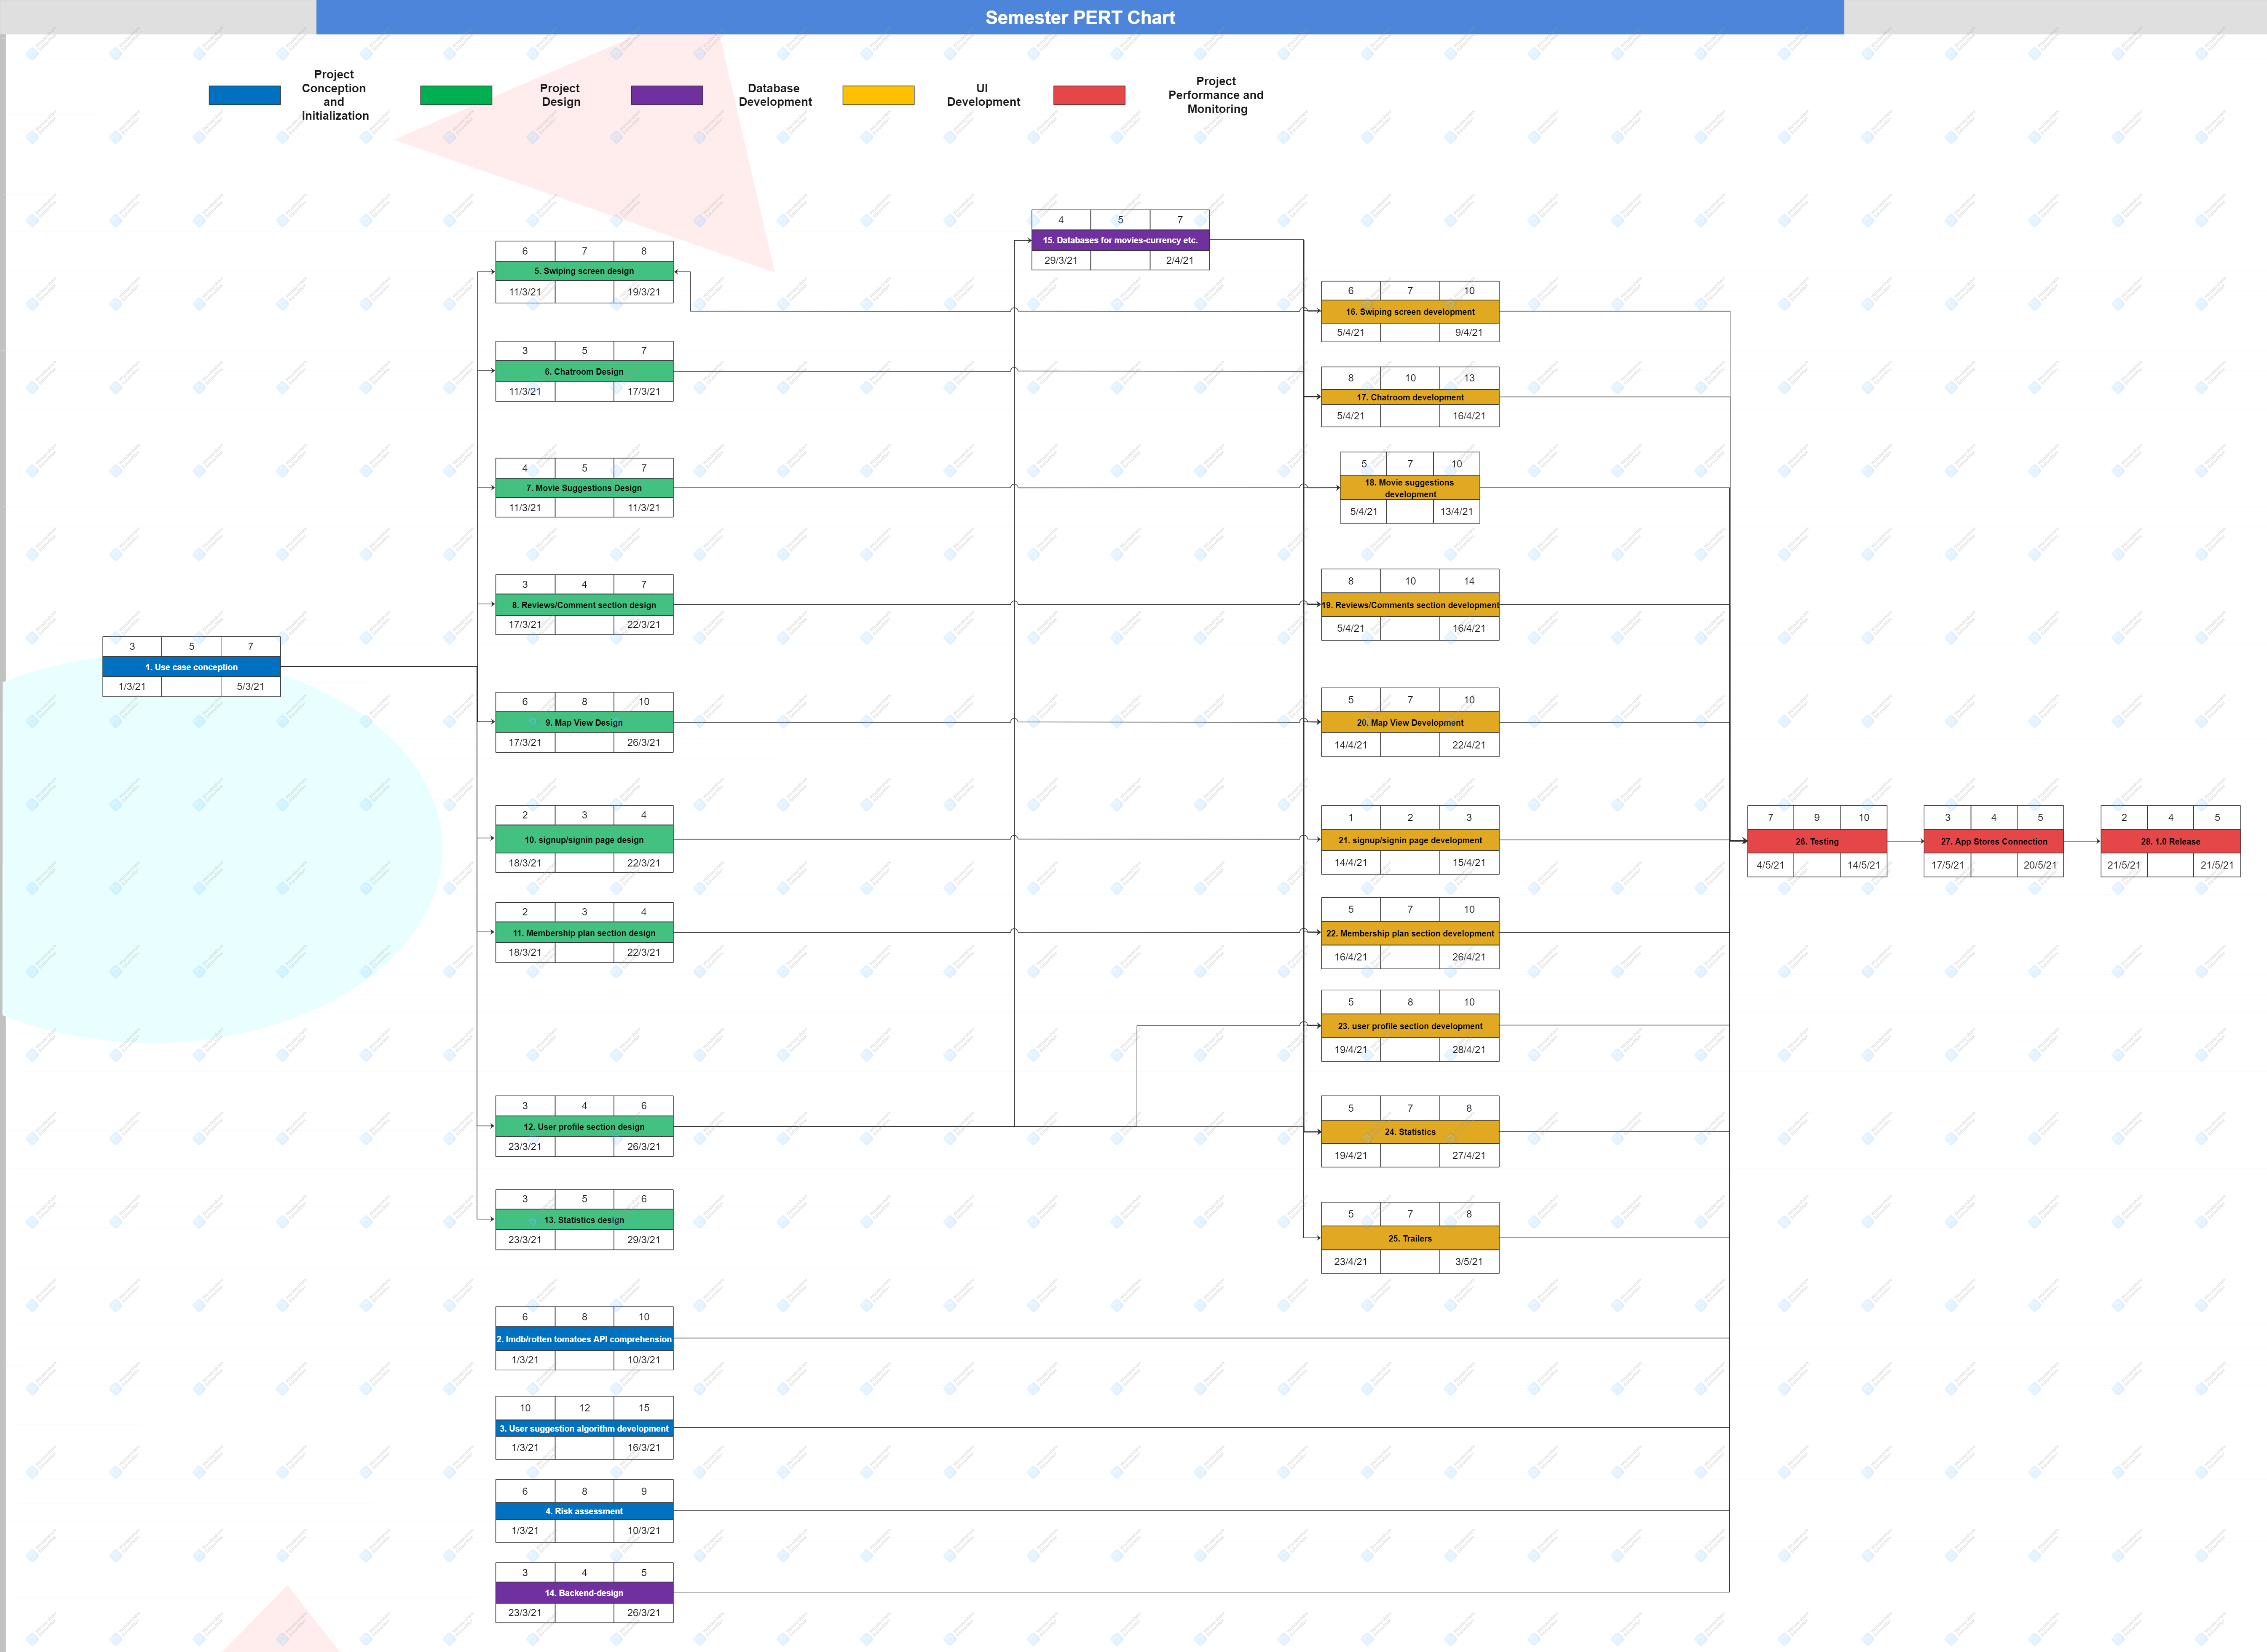 Semester PERT Chart
Project
Conception
and
Initialization
Project
Design
Database
Development
UI
Development
Project
Performance and
Monitoring
4 5 7
15. Databases for movies-currency etc.
29/3/21 2/4/21
6 7 8
5. Swiping screen design
11/3/21 19/3/21
6 7 10
16. Swiping screen development
5/4/21 9/4/21
3 5 7
6. Chatroom Design
11/3/21 17/3/21
8 10 13
17. Chatroom development
5/4/21 16/4/21
4 5 7
7. Movie Suggestions Design
11/3/21 11/3/21
5 7 10
18. Movie suggestions
development
5/4/21 13/4/21
3 4 7
8. Reviews/Comment section design
17/3/21 22/3/21
8 10 14
19. Reviews/Comments section development
5/4/21 16/4/21
3 5 7
1. Use case conception
1/3/21 5/3/21
6 8 10
9. Map View Design
17/3/21 26/3/21
5 7 10
20. Map View Development
14/4/21 22/4/21
2 3 4
10. signup/signin page design
18/3/21 22/3/21
1 2 3
21. signup/signin page development
14/4/21 15/4/21
7 9 10
26. Testing
4/5/21 14/5/21
3 4 5
27. App Stores Connection
17/5/21 20/5/21
2 4 5
28. 1.0 Release
21/5/21 21/5/21
2 3 4
11. Membership plan section design
18/3/21 22/3/21
5 7 10
22. Membership plan section development
16/4/21 26/4/21
5 8 10
23. user profile section development
19/4/21 28/4/21
3 4 6
12. User profile section design
23/3/21 26/3/21
5 7 8
24. Statistics
19/4/21 27/4/21
3 5 6
13. Statistics design
23/3/21 29/3/21
5 7 8
25. Trailers
23/4/21 3/5/21
6 8 10
2. Imdb/rotten tomatoes API comprehension
1/3/21 10/3/21
10 12 15
3. User suggestion algorithm development
1/3/21 16/3/21
6 8 9
4. Risk assessment
1/3/21 10/3/21
3 4 5
14. Backend-design
23/3/21 26/3/21